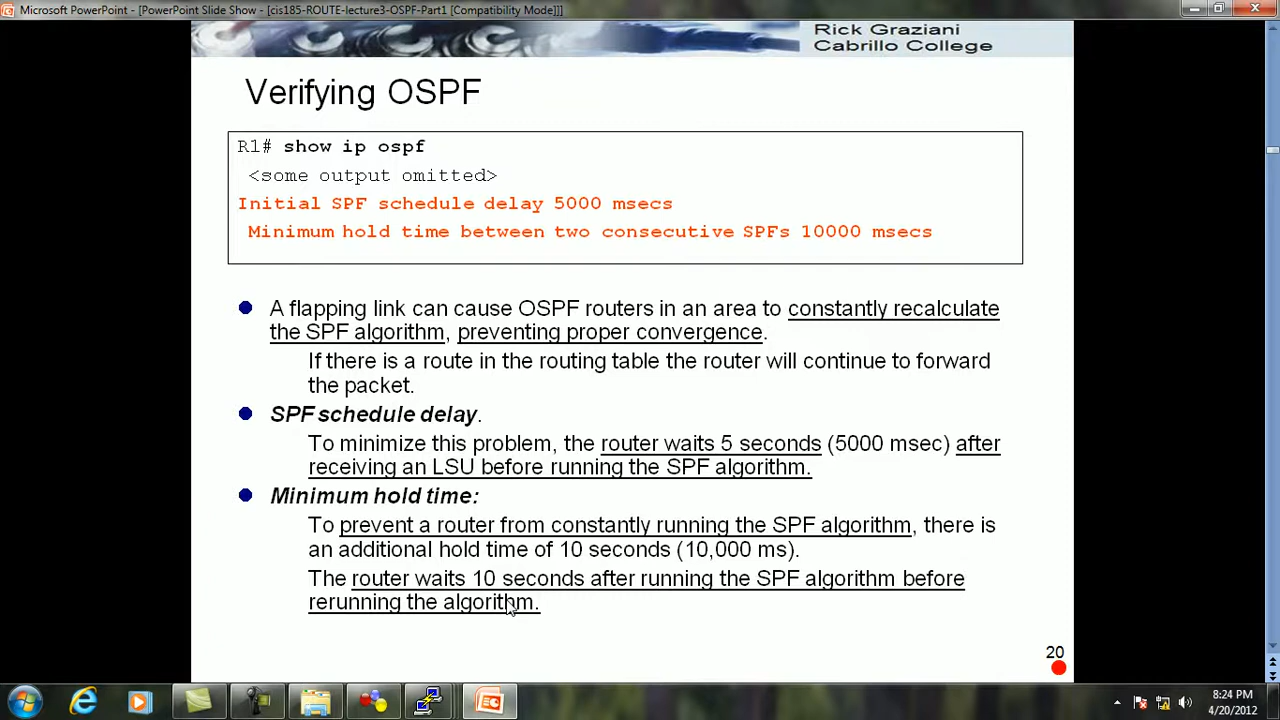 Microsoft PowerPoint - [PowerPoint Slide Show - [cis185-ROUTE-lecture3-OSPF-Part1 [Compatibility Mode]]]
Rick Graziani
Cabrillo College
Verifying OSPF
R1# show ip ospf
<some output omitted>
Initial SPF schedule delay 5000 msecs
Minimum hold time between two consecutive SPFs 10000 msecs
A flapping link can cause OSPF routers in an area to constantly recalculate
the SPF algorithm, preventing proper convergence.
If there is a route in the routing table the router will continue to forward
the packet.
SPF schedule delay.
To minimize this problem, the router waits 5 seconds (5000 msec) after
receiving an LSU before running the SPF algorithm.
Minimum hold time:
To prevent a router from constantly running the SPF algorithm, there is
an additional hold time of 10 seconds (10,000 ms).
The router waits 10 seconds after running the SPF algorithm before
rerunning the algorithm.
20
8:24 PM
4/20/2012